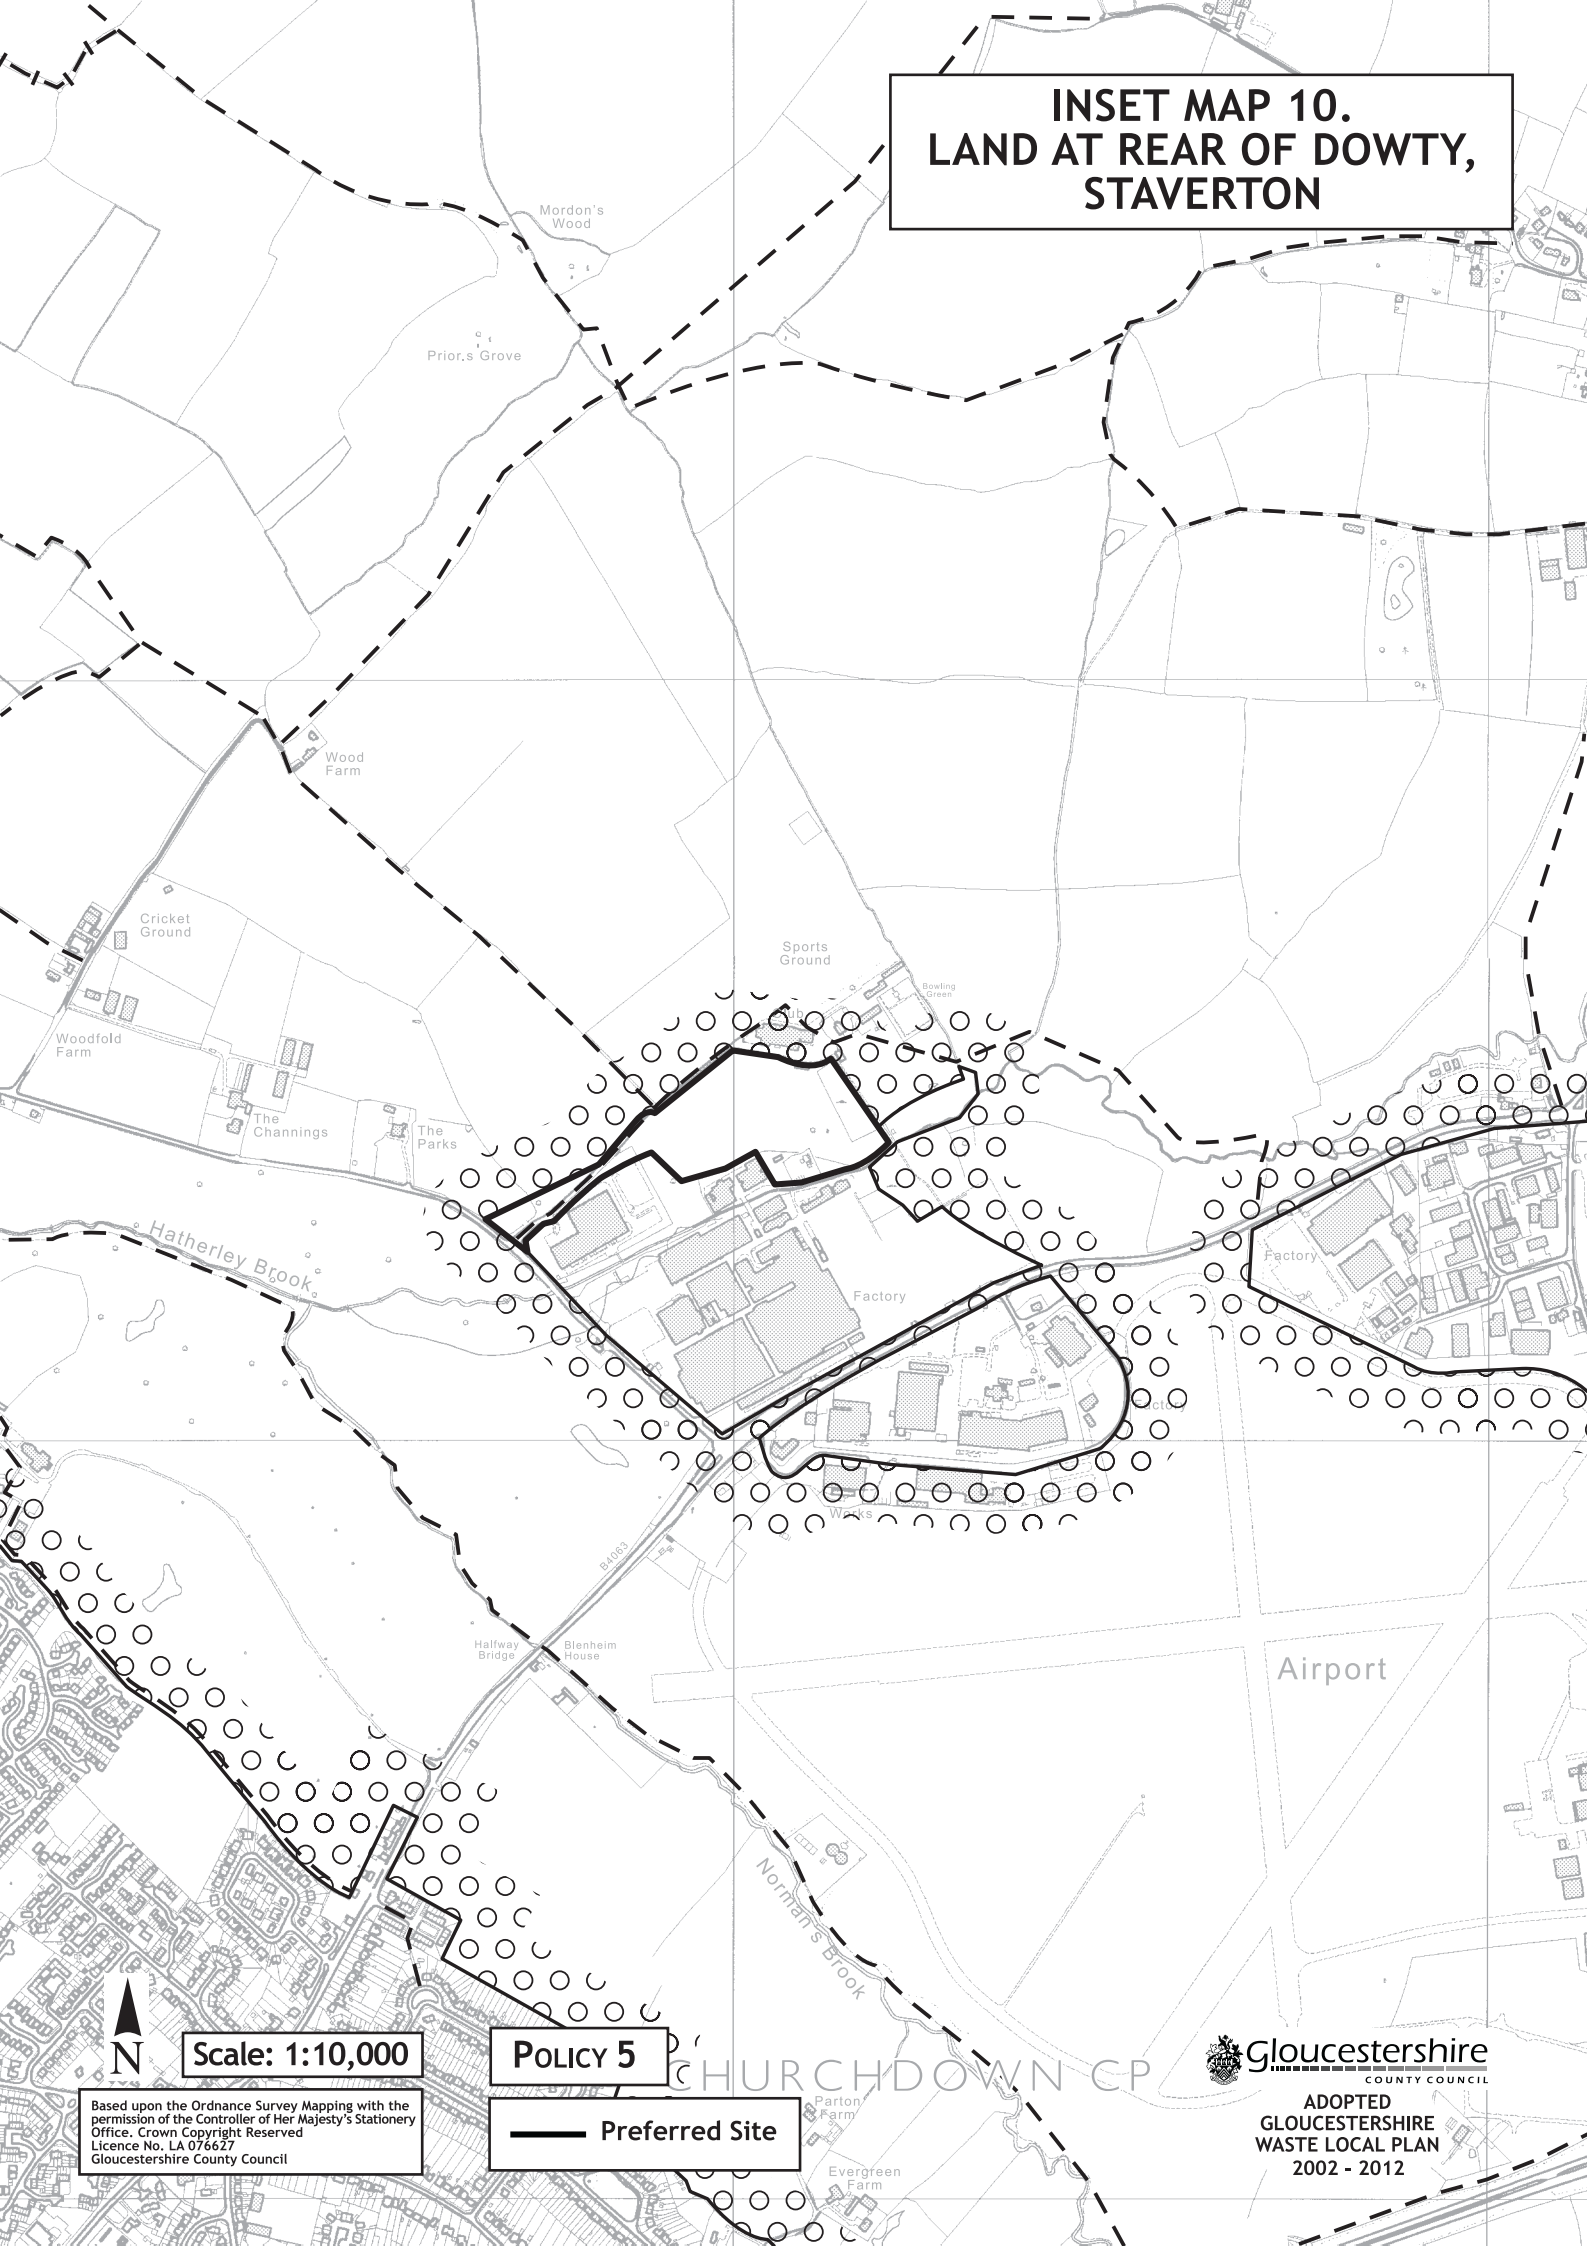 INSET MAP 10.
LAND AT REAR OF DOWTY,
STAVERTON
Mordon's
Wood
Prior,s Grove
Wood
Farm
Cricket
Ground
Sports
Ground
Bowling
Green
Club
Woodfold
Farm
The
Channings
The
Parks
Hatherley Brook
Factory
Factory
Factory
Works
B4063
Halfway
Bridge
Blenheim
House
Airport
Norman's Brook
N
Scale: 1:10,000
POLICY 5
CHURCHDOWN CP
Parton
Farm
Preferred Site
Evergreen
Farm
Based upon the Ordnance Survey Mapping with the
permission of the Controller of Her Majesty's Stationery
Office. Crown Copyright Reserved
Licence No. LA 076627
Gloucestershire County Council
Gloucestershire
COUNTY COUNCIL
ADOPTED
GLOUCESTERSHIRE
WASTE LOCAL PLAN
2002 - 2012